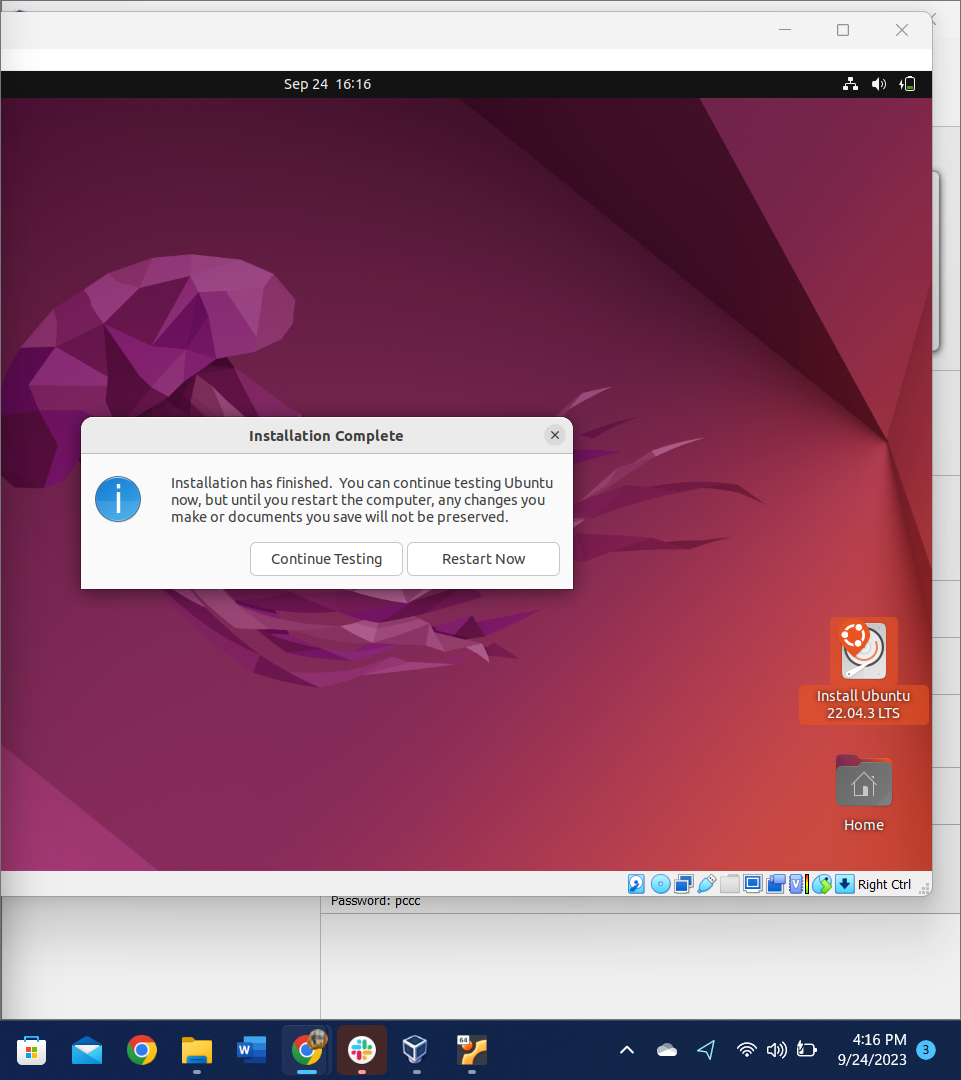 Sep 24 16:16
Installation Complete
Installation has finished. You can continue testing Ubuntu
now, but until you restart the computer, any changes you
make or documents you save will not be preserved.
Continue Testing
Restart Now
Install Ubuntu
22.04.3 LTS
Home
V
Right Ctrl
Password: pccc
W
64
4:16 PM
9/24/2023
3